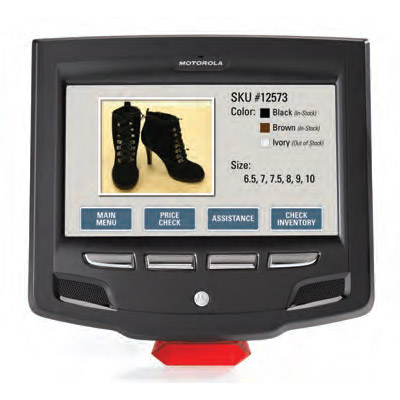 MOTOROLA
SKU #12573
Color: Black (In-Stock)
Brown (In-Stock)
Ivory (Out of Stock)
Size:
6.5, 7, 7.5, 8, 9, 10
MAIN MENU
PRICE CHECK
ASSISTANCE
CHECK INVENTORY